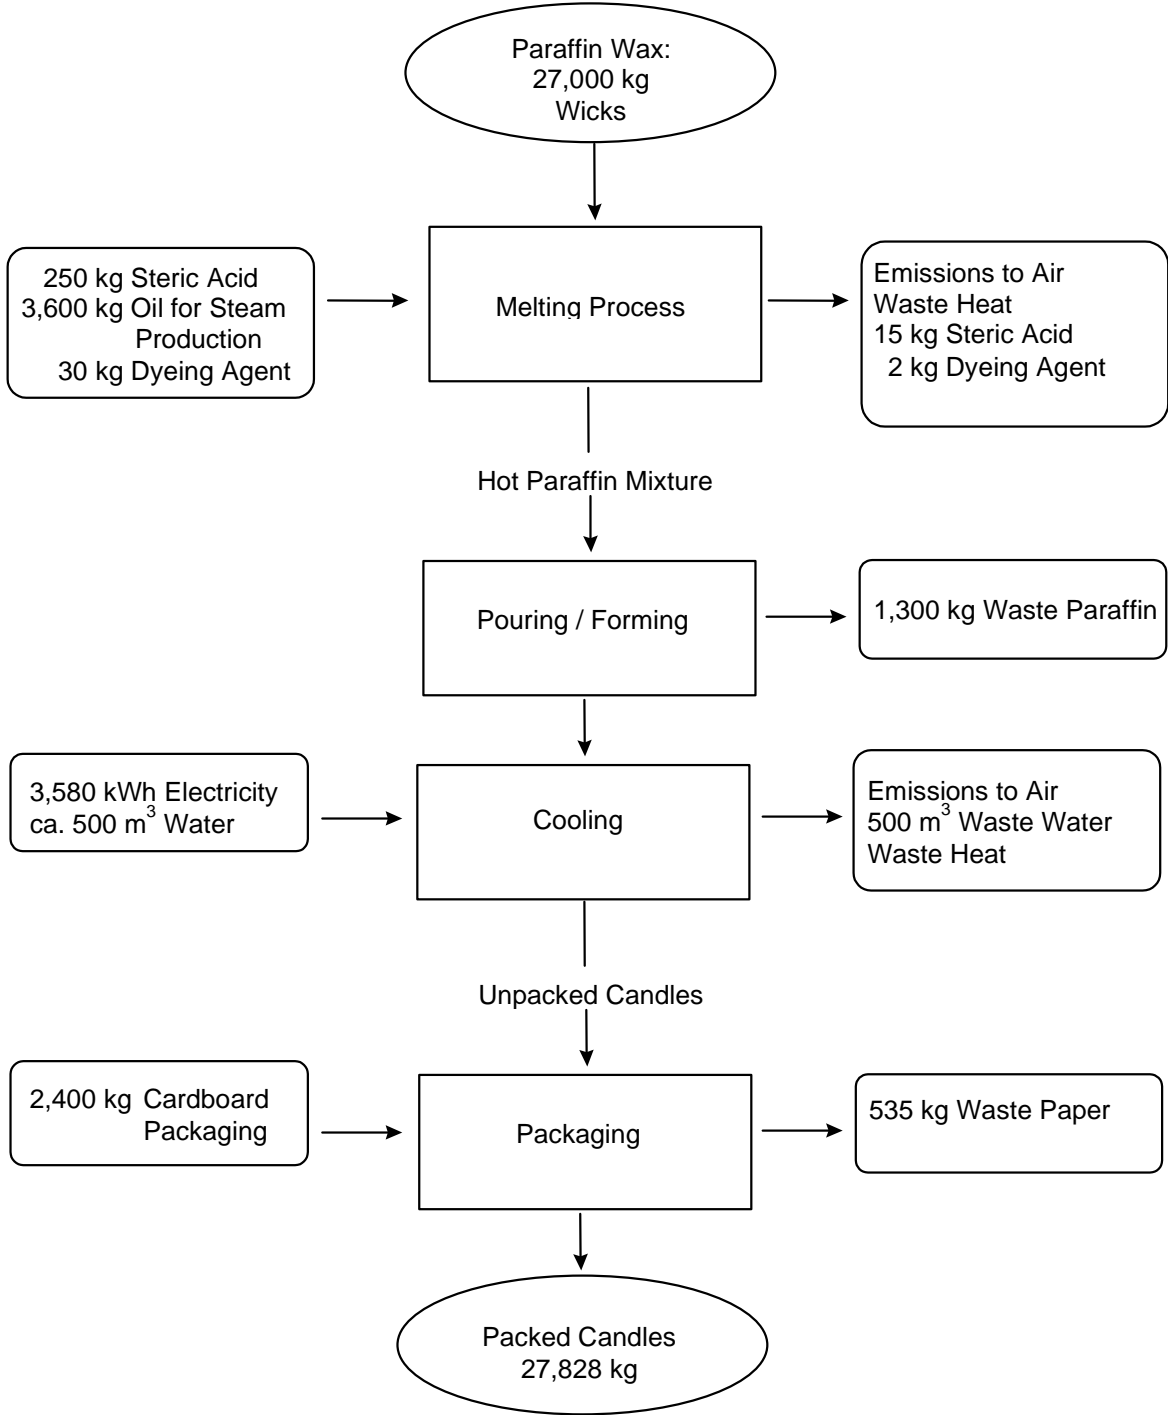 Paraffin Wax:
27,000 kg
Wicks
250 kg Steric Acid
3,600 kg Oil for Steam
Production
30 kg Dyeing Agent
Melting Process
Emissions to Air
Waste Heat
15 kg Steric Acid
2 kg Dyeing Agent
Hot Paraffin Mixture
Pouring / Forming
1,300 kg Waste Paraffin
3,580 kWh Electricity
ca. 500 m³ Water
Cooling
Emissions to Air
500 m³ Waste Water
Waste Heat
Unpacked Candles
2,400 kg Cardboard
Packaging
Packaging
535 kg Waste Paper
Packed Candles
27,828 kg